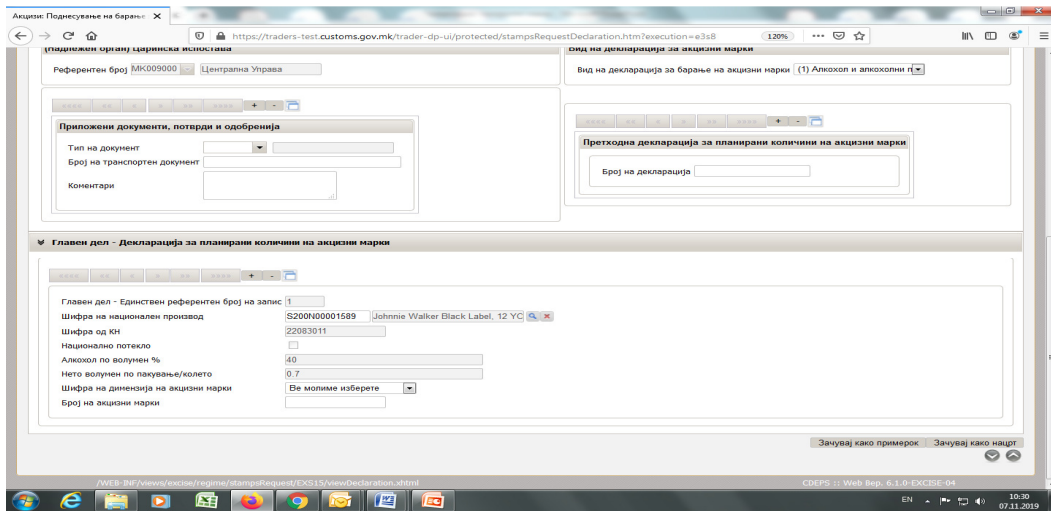 Акцизи: Поднесување на барање
https://traders-test.customs.gov.mk/trader-dp-ui/protected/stampsRequestDeclaration.htm?execution=e3s8
120%
(Надлежен орган) Царинска испостава
Референтен број MK009000 Централна Управа
Вид на декларација за акцизни марки
Вид на декларација за барање на акцизни марки (1) Алкохол и алкохолни п
+ -
Приложени документи, потврди и одобренија
Тип на документ
Број на транспортен документ
Коментари
+ -
Претходна декларација за планирани количини на акцизни марки
Број на декларација
Главен дел - Декларација за планирани количини на акцизни марки
+ -
Главен дел - Единствен референтен број на запис 1
Шифра на национален производ S200N00001589 Johnnie Walker Black Label, 12 YC
Шифра од КН 22083011
Национално потекло
Алкохол по волумен % 40
Нето волумен по пакување/колето 0.7
Шифра на димензија на акцизни марки Ве молиме изберете
Број на акцизни марки
Зачувај како примерок Зачувај како нацрт
/WEB-INF/views/excise/regime/stampsRequest/EXS15/viewDeclaration.xhtml
CDEPS :: Web Вер. 6.1.0-EXCISE-04
EN
10:30
07.11.2019